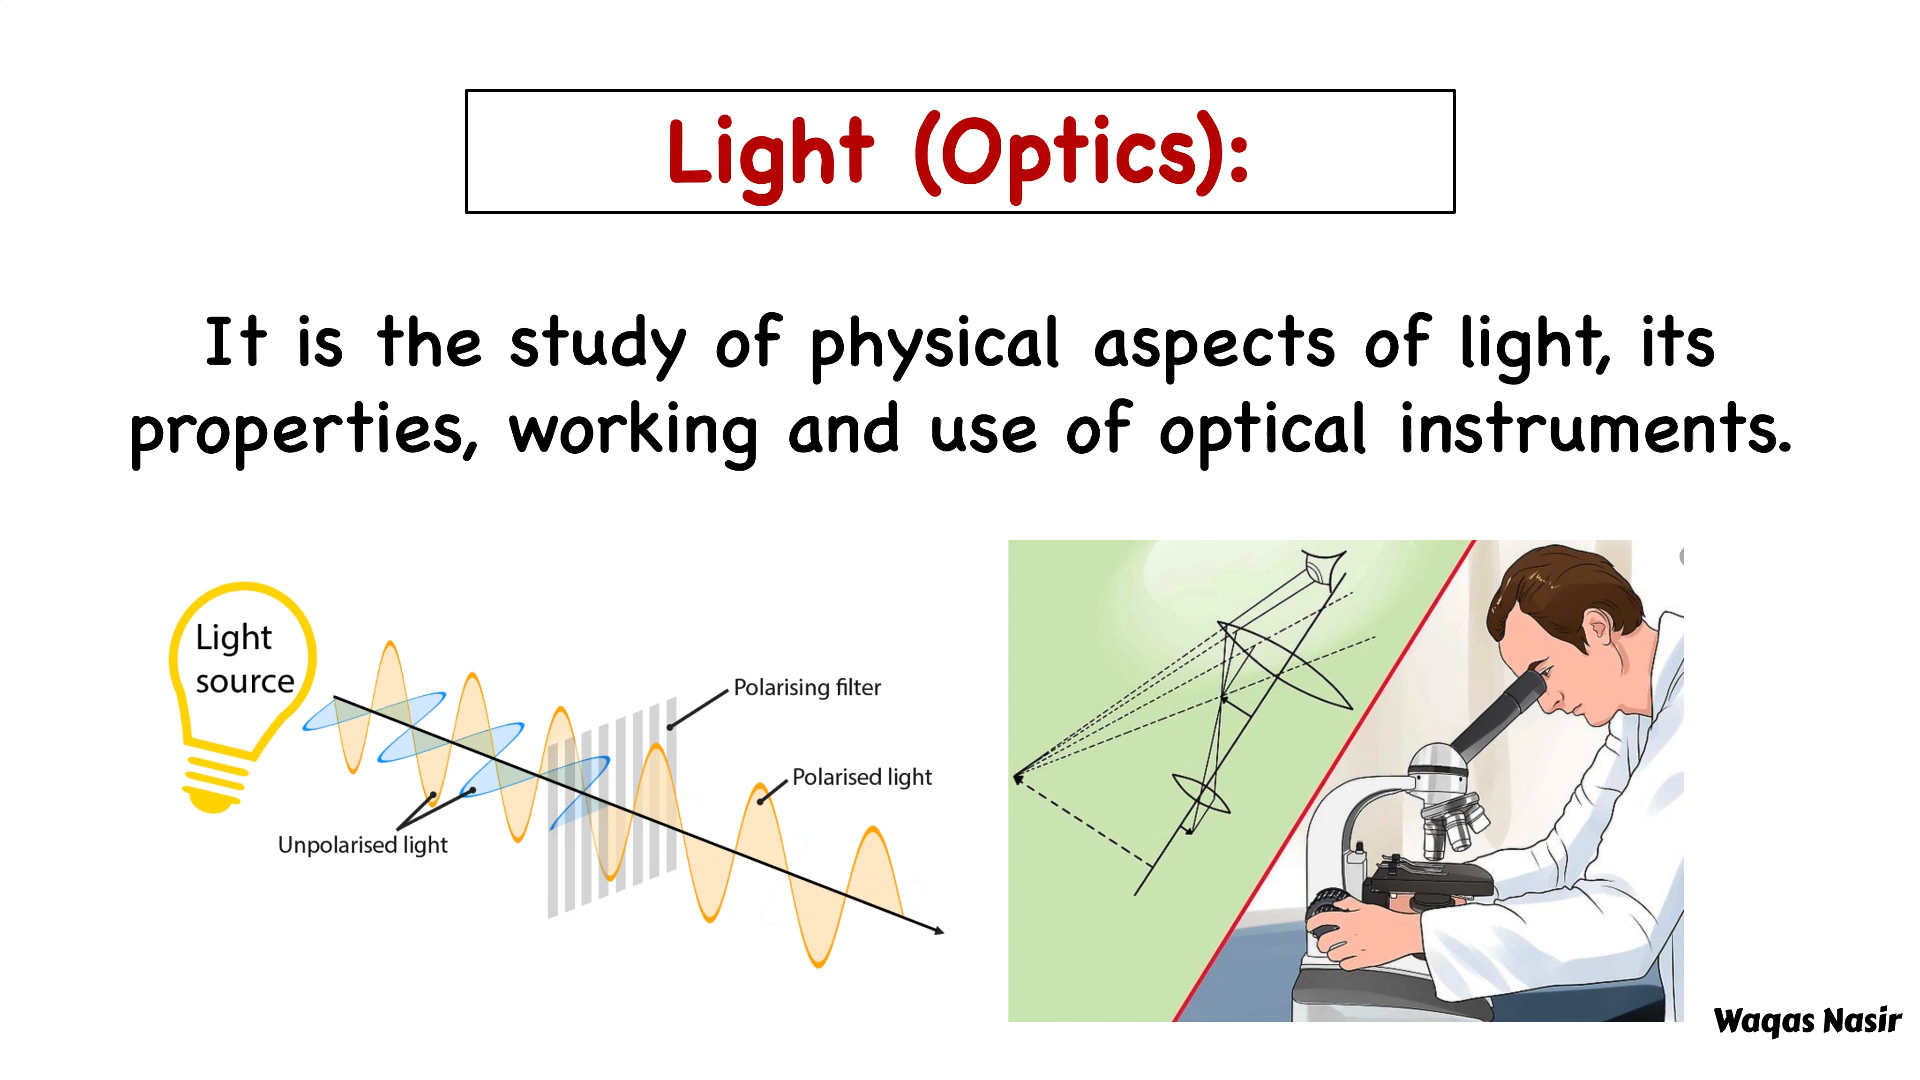 Light (Optics):
It is the study of physical aspects of light, its
properties, working and use of optical instruments.
Light
source
Polarising filter
Polarised light
Unpolarised light
Waqas Nasir